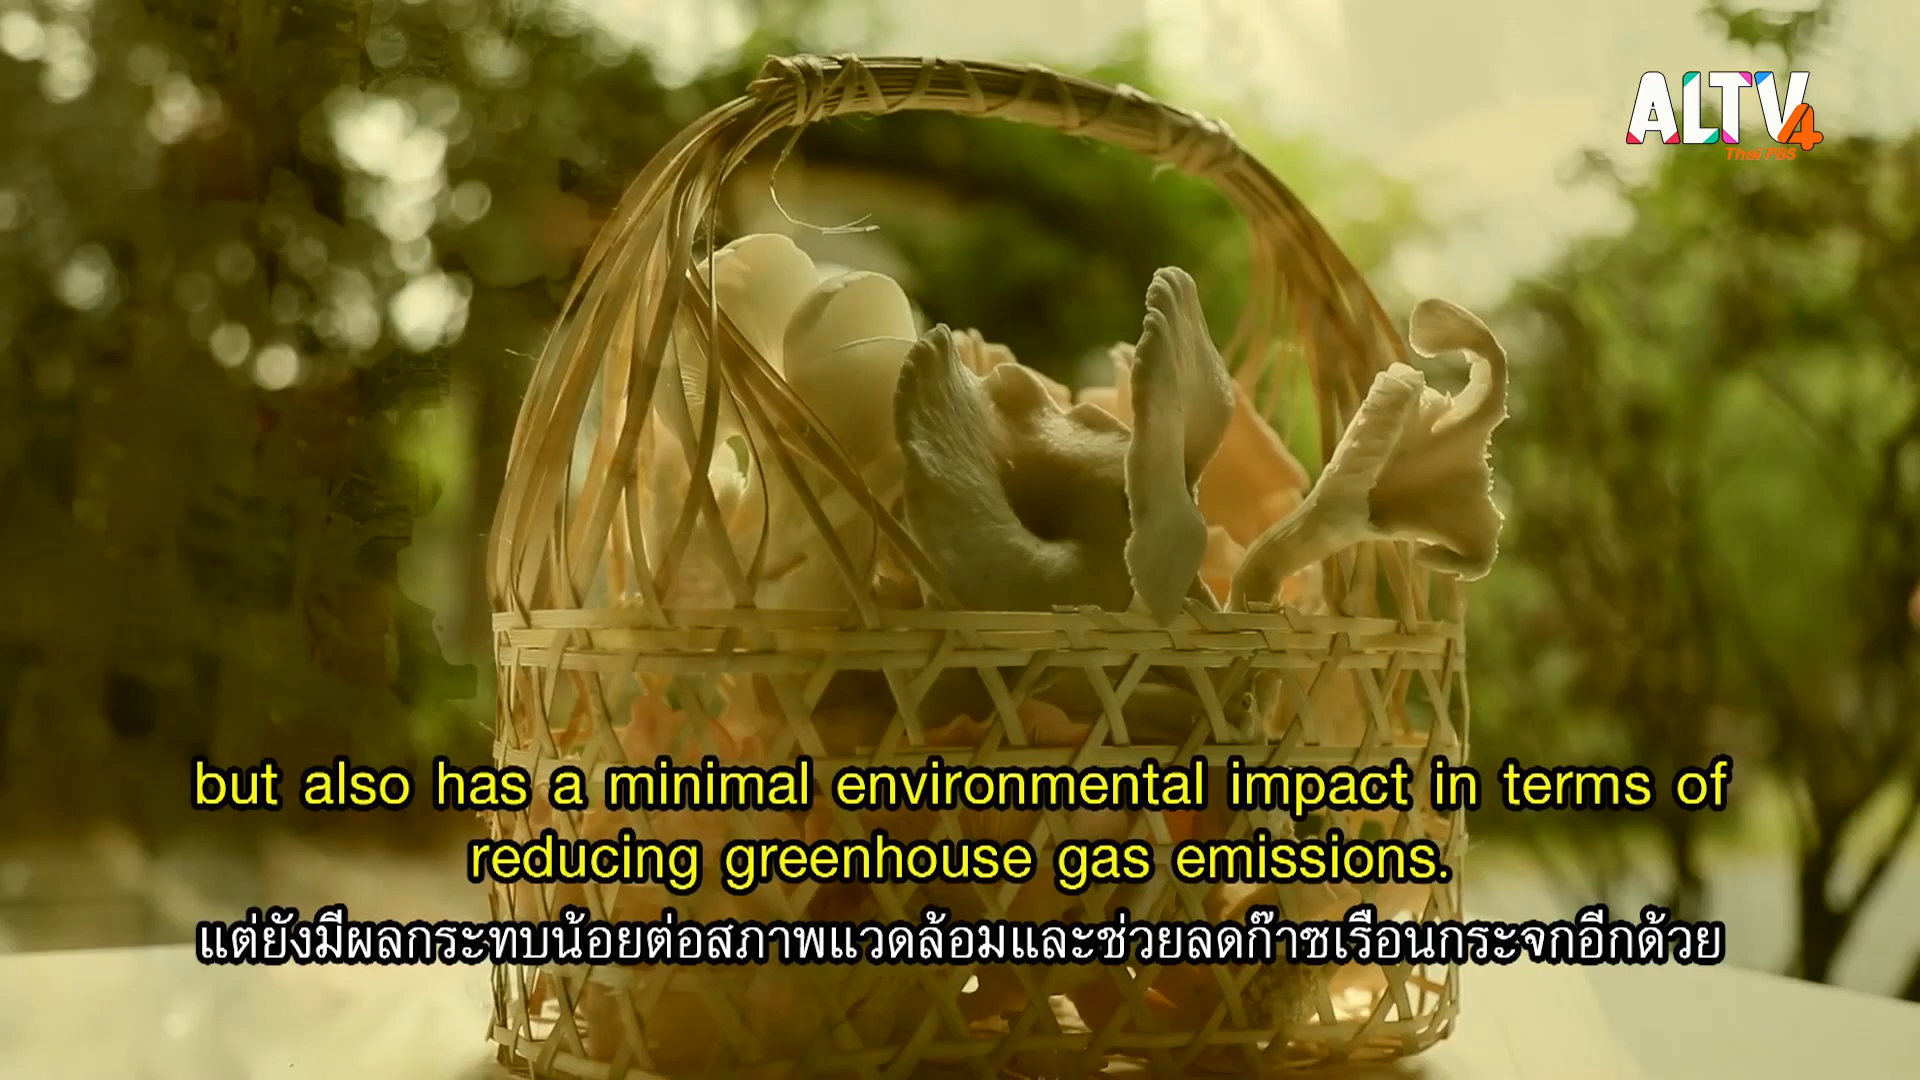 ALTV4
Thai PBS
but also has a minimal environmental impact in terms of
reducing greenhouse gas emissions.
แต่ยังมีผลกระทบน้อยต่อสภาพแวดล้อมและช่วยลดก๊าซเรือนกระจกอีกด้วย